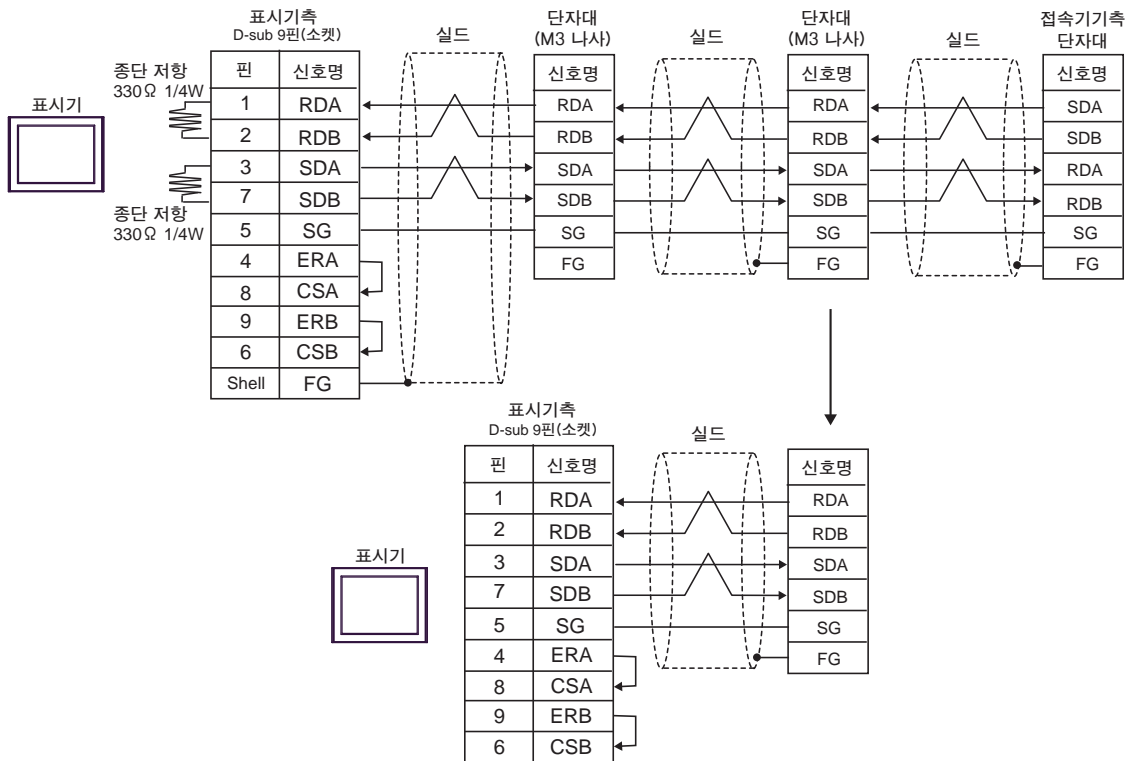 표시기측
D-sub 9핀(소켓)
실드
단자대
(M3 나사)
실드
단자대
(M3 나사)
실드
접속기기측
단자대
종단 저항
330Ω 1/4W
표시기
종단 저항
330Ω 1/4W
핀 신호명
1 RDA
2 RDB
3 SDA
7 SDB
5 SG
4 ERA
8 CSA
9 ERB
6 CSB
Shell FG
신호명
RDA
RDB
SDA
SDB
SG
FG
신호명
RDA
RDB
SDA
SDB
SG
FG
신호명
SDA
SDB
RDA
RDB
SG
FG
표시기측
D-sub 9핀(소켓)
실드
표시기
핀 신호명
1 RDA
2 RDB
3 SDA
7 SDB
5 SG
4 ERA
8 CSA
9 ERB
6 CSB
신호명
RDA
RDB
SDA
SDB
SG
FG